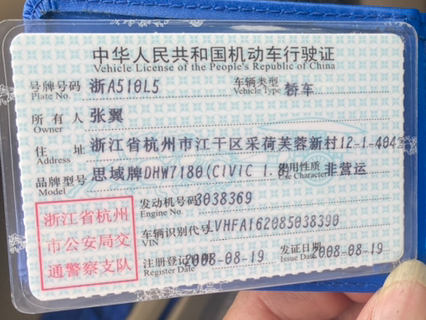 中华人民共和国机动车行驶证
Vehicle License of the People's Republic of China
号牌号码 浙A510L5 车辆类型 轿车
Plate No. Vehicle Type
所有人 张翼
Owner
住址 浙江省杭州市江干区采荷芙蓉新村12-1-404
Address
品牌型号 思域牌DHW7180(CIVIC 1.8 使用性质 非营运
Model Use Character
发动机号码 3038369
Engine No.
车辆识别代号 LVHFA162085038390
VIN
注册登记日期 2008-08-19 发证日期 2008-08-19
Register Date Issue Date
浙江省杭州
市公安局交
通警察支队